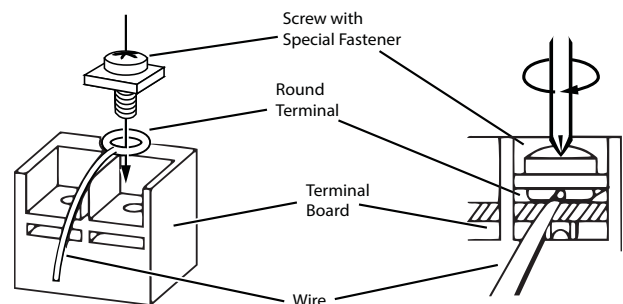 Screw with
Special Fastener
Round
Terminal
Terminal
Board
Wire